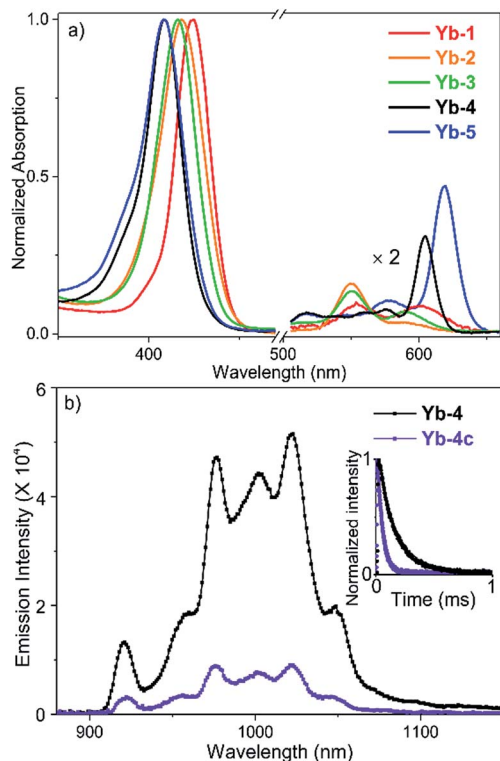 a)
Yb-1
Yb-2
Yb-3
Yb-4
Yb-5
× 2
Normalized Absorption
1.0
0.5
0.0
400
500
600
Wavelength (nm)
b)
Yb-4
Yb-4c
Emission Intensity (X 10⁴)
6
4
2
0
900
1000
1100
Wavelength (nm)
Normalized intensity
1
0
0
1
Time (ms)